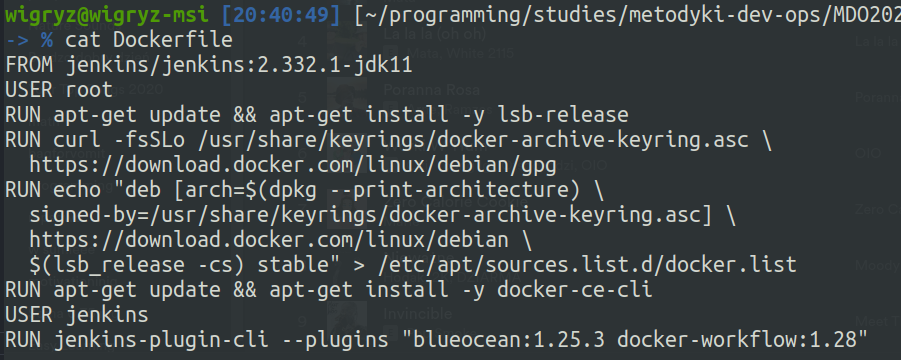 wigryz@wigryz-msi [20:40:49] [~/programming/studies/metodyki-dev-ops/MDO202
-> % cat Dockerfile
FROM jenkins/jenkins:2.332.1-jdk11
USER root
RUN apt-get update && apt-get install -y lsb-release
RUN curl -fsSLo /usr/share/keyrings/docker-archive-keyring.asc \
  https://download.docker.com/linux/debian/gpg
RUN echo "deb [arch=$(dpkg --print-architecture) \
  signed-by=/usr/share/keyrings/docker-archive-keyring.asc] \
  https://download.docker.com/linux/debian \
  $(lsb_release -cs) stable" > /etc/apt/sources.list.d/docker.list
RUN apt-get update && apt-get install -y docker-ce-cli
USER jenkins
RUN jenkins-plugin-cli --plugins "blueocean:1.25.3 docker-workflow:1.28"